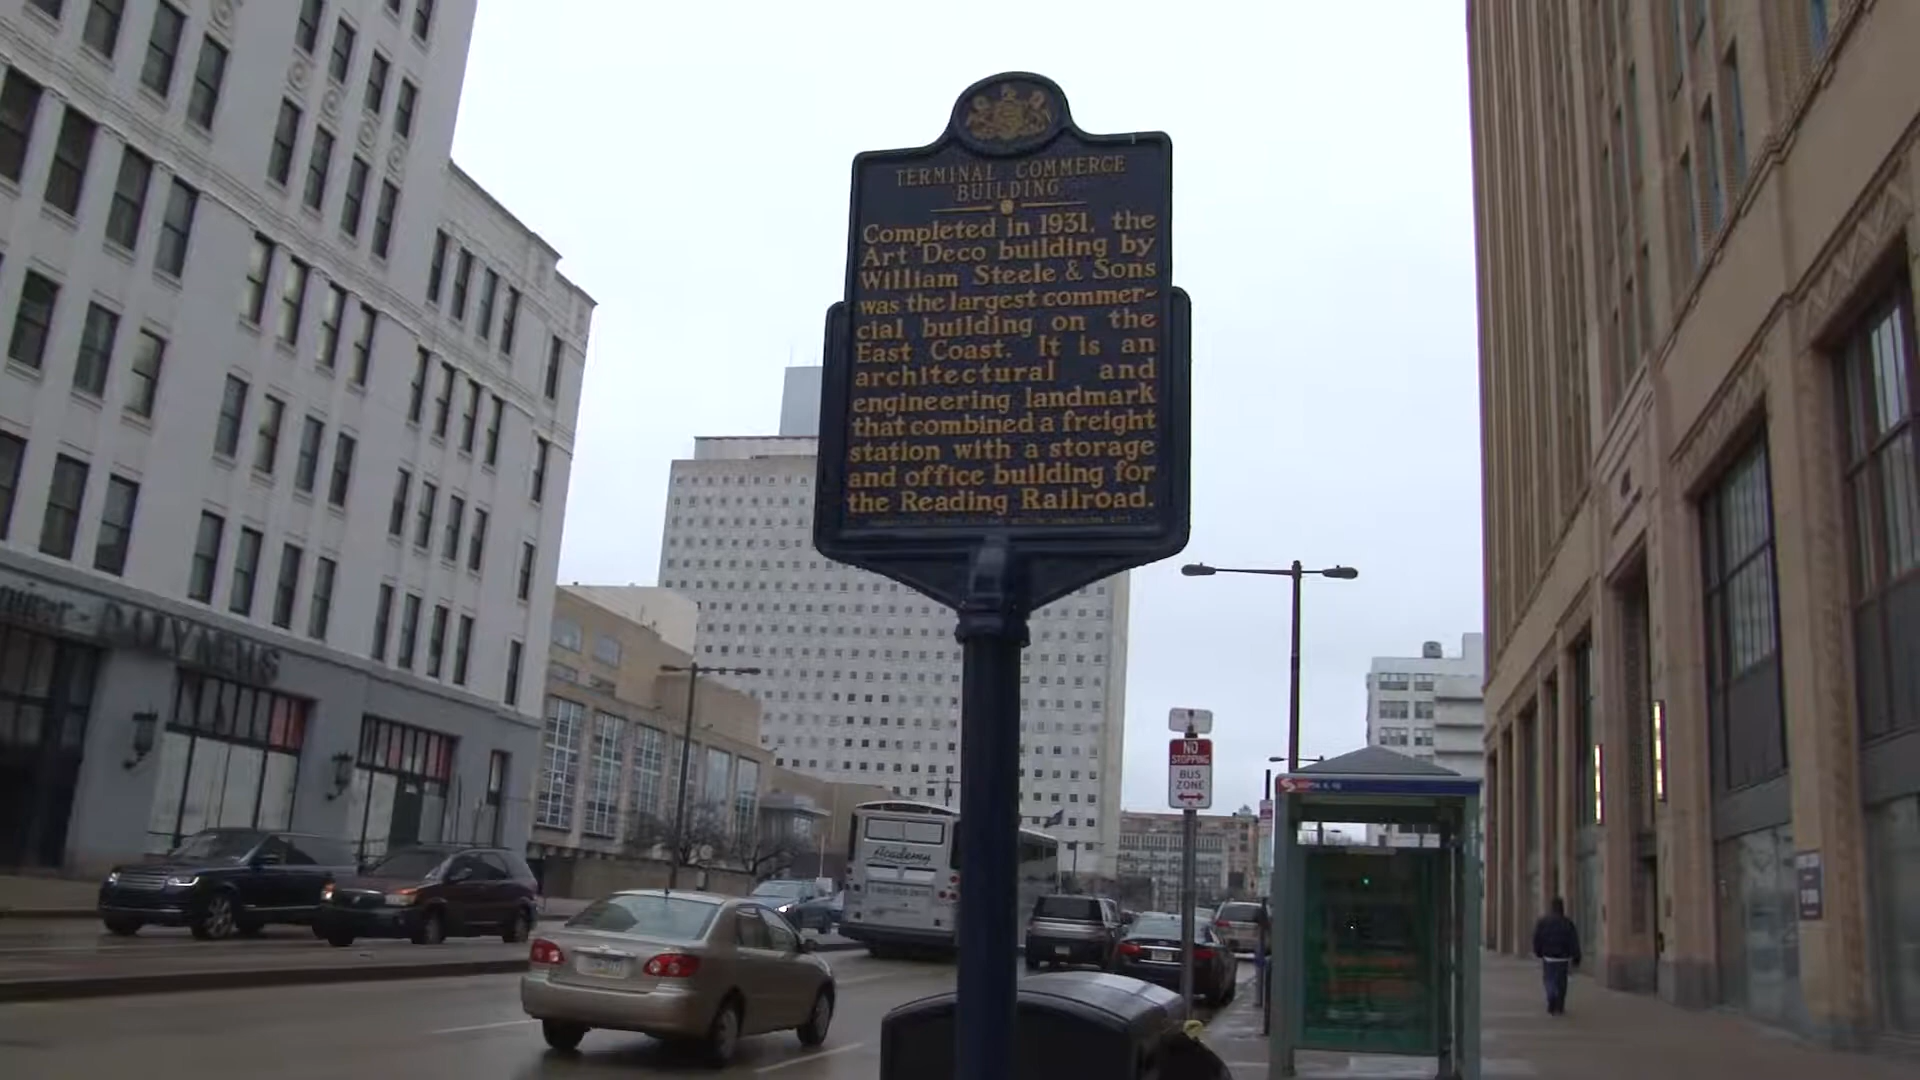 TERMINAL COMMERCE
BUILDING
Completed in 1931, the
Art Deco building by
William Steele & Sons
was the largest commer-
cial building on the
East Coast. It is an
architectural and
engineering landmark
that combined a freight
station with a storage
and office building for
the Reading Railroad.
DAILY NEWS
Academy
NO
STOPPING
BUS
ZONE